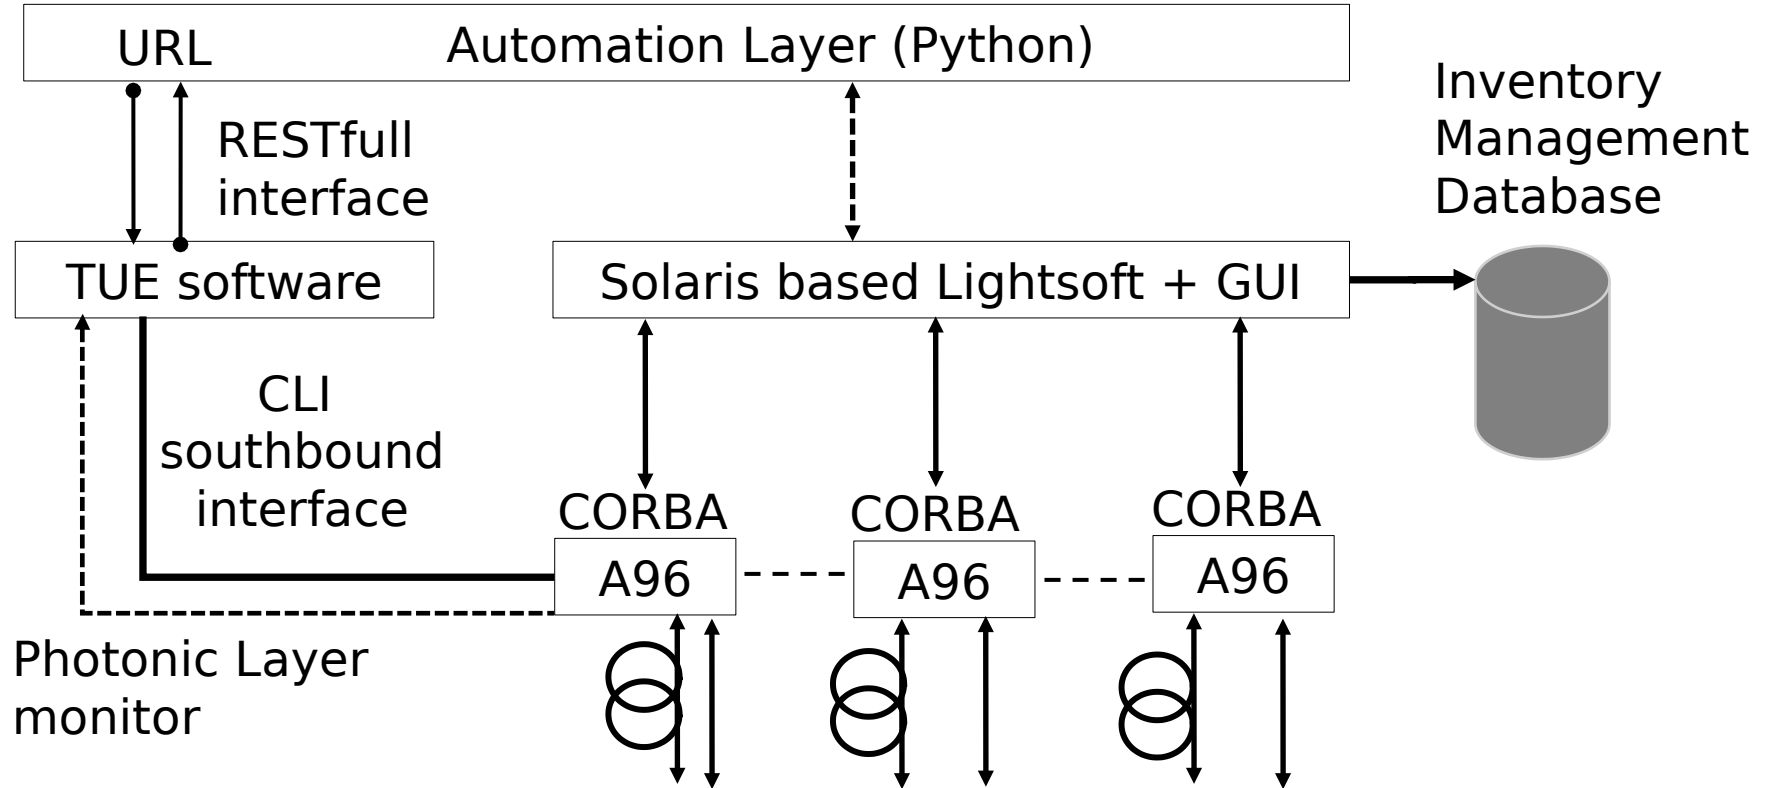 URL Automation Layer (Python)
Inventory
Management
Database
RESTfull
interface
TUE software
Solaris based Lightsoft + GUI
CLI
southbound
interface
CORBA
CORBA
CORBA
A96
A96
A96
Photonic Layer
monitor